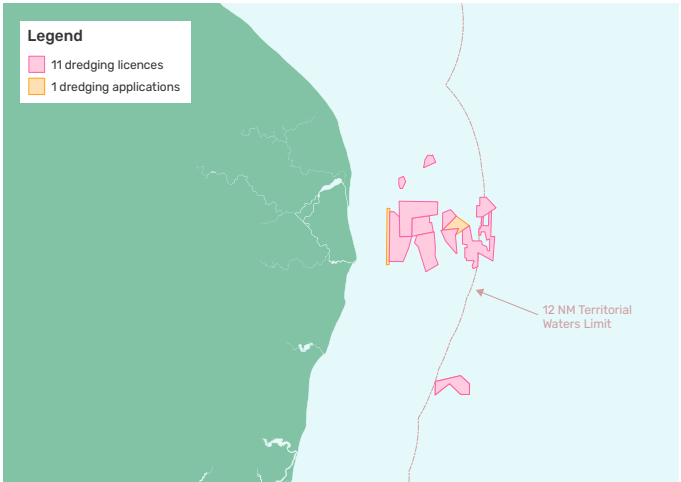 Legend
11 dredging licences
1 dredging applications
12 NM Territorial
Waters Limit